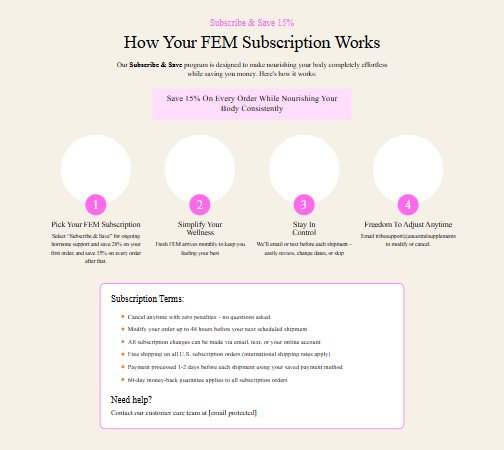 Subscribe & Save 15%
How Your FEM Subscription Works
Our Subscribe & Save program is designed to make nourishing your body completely effortless
while saving you money. Here's how it works:
Save 15% On Every Order While Nourishing Your
Body Consistently
1
Pick Your FEM Subscription
Select "Subscribe & Save" for ongoing
hormone support and save 28% on your
first order, and save 15% on every order
after that.
2
Simplify Your
Wellness
Fresh FEM arrives monthly to keep you
feeling your best
3
Stay In
Control
We'll email or text before each shipment –
easily review, change dates, or skip
4
Freedom To Adjust Anytime
Email tribesupport@ancestralsupplements
to modify or cancel.
Subscription Terms:
Cancel anytime with zero penalties – no questions asked
Modify your order up to 48 hours before your next scheduled shipment
All subscription changes can be made via email, text, or your online account
Free shipping on all U.S. subscription orders (international shipping rates apply)
Payment processed 1-2 days before each shipment using your saved payment method
60-day money-back guarantee applies to all subscription orders
Need help?
Contact our customer care team at [email protected]